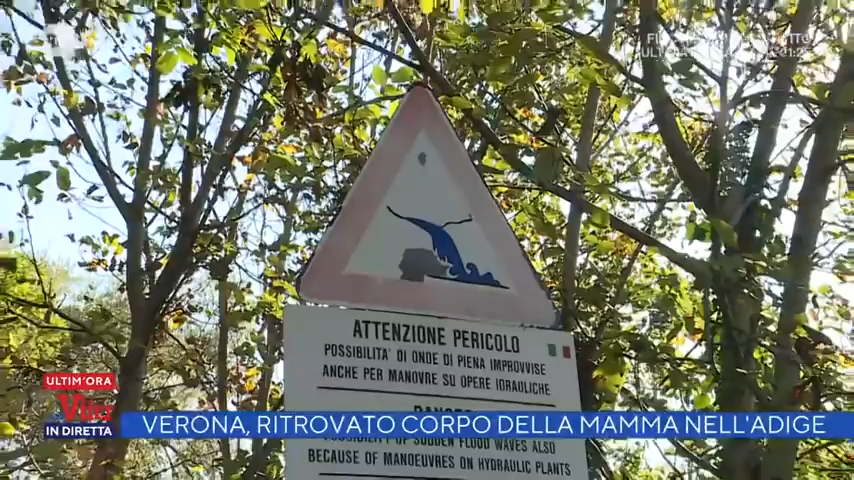 ATTENZIONE PERICOLO
POSSIBILITA' DI ONDE DI PIENA IMPROVVISE
ANCHE PER MANOVRE SU OPERE IDRAULICHE
ULTIM'ORA
Vita
IN DIRETTA
VERONA, RITROVATO CORPO DELLA MAMMA NELL'ADIGE
POSSIBILITY OF SUDDEN FLOOD WAVES ALSO
BECAUSE OF MANOEUVRES ON HYDRAULIC PLANTS